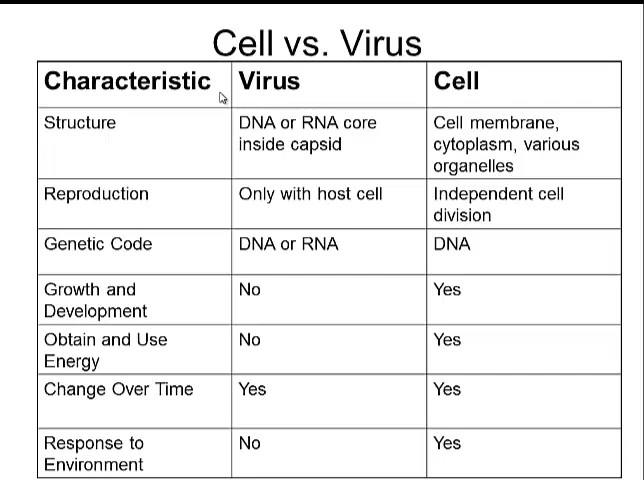 Cell vs. Virus
Characteristic Virus Cell
Structure DNA or RNA core inside capsid Cell membrane, cytoplasm, various organelles
Reproduction Only with host cell Independent cell division
Genetic Code DNA or RNA DNA
Growth and Development No Yes
Obtain and Use Energy No Yes
Change Over Time Yes Yes
Response to Environment No Yes